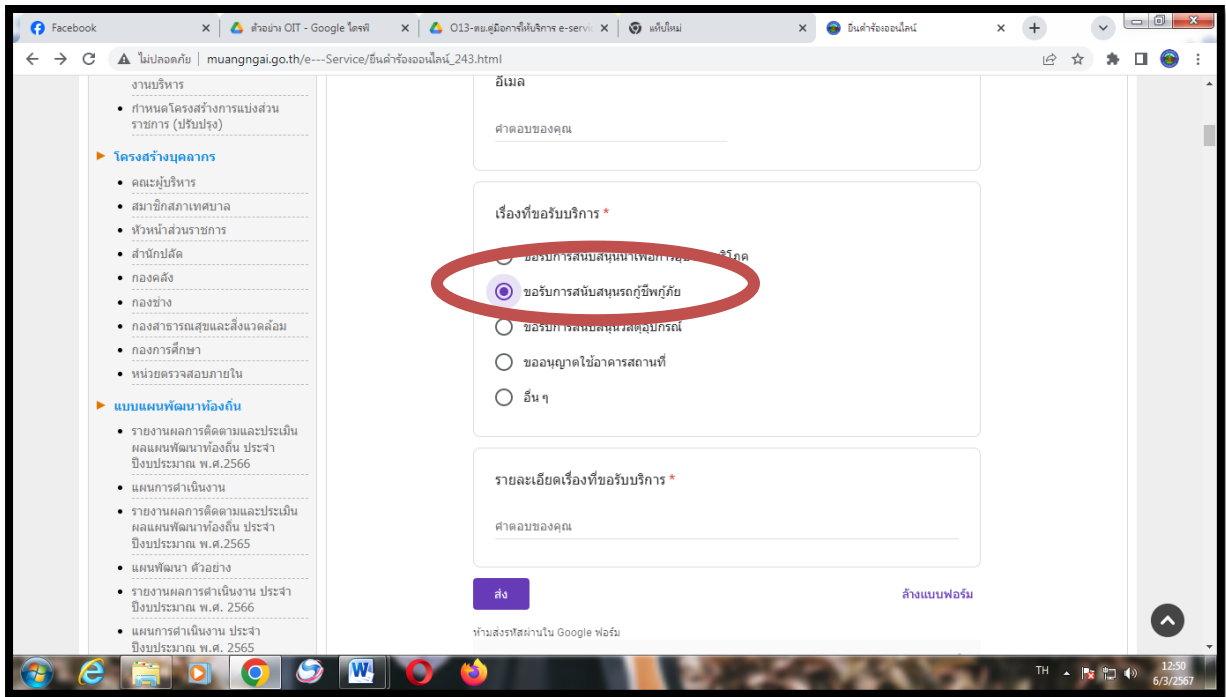 Facebook
ตัวอย่าง OIT - Google ไดรฟ์
O13-ตย.คู่มือการให้บริการ e-servic
แท็บใหม่
ยื่นคำร้องออนไลน์
ไม่ปลอดภัย | muangngai.go.th/e---Service/ยื่นคำร้องออนไลน์_243.html
งานบริหาร
กำหนดโครงสร้างการแบ่งส่วน
ราชการ (ปรับปรุง)
โครงสร้างบุคลากร
คณะผู้บริหาร
สมาชิกสภาเทศบาล
หัวหน้าส่วนราชการ
สำนักปลัด
กองคลัง
กองช่าง
กองสาธารณสุขและสิ่งแวดล้อม
กองการศึกษา
หน่วยตรวจสอบภายใน
แบบแผนพัฒนาท้องถิ่น
รายงานผลการติดตามและประเมิน
ผลแผนพัฒนาท้องถิ่น ประจำ
ปีงบประมาณ พ.ศ.2566
แผนการดำเนินงาน
รายงานผลการติดตามและประเมิน
ผลแผนพัฒนาท้องถิ่น ประจำ
ปีงบประมาณ พ.ศ.2565
แผนพัฒนา ตัวอย่าง
รายงานผลการดำเนินงาน ประจำ
ปีงบประมาณ พ.ศ. 2566
แผนการดำเนินงาน ประจำ
ปีงบประมาณ พ.ศ. 2565
อีเมล
คำตอบของคุณ
เรื่องที่ขอรับบริการ *
ขอรับการสนับสนุนน้ำเพื่อการ
ขอรับการสนับสนุนรถกู้ชีพกู้ภัย
ขอรับการสนับสนุนวัสดุอุปกรณ์
ขออนุญาตใช้อาคารสถานที่
อื่น ๆ
รายละเอียดเรื่องที่ขอรับบริการ *
คำตอบของคุณ
ส่ง
ล้างแบบฟอร์ม
ห้ามส่งรหัสผ่านใน Google ฟอร์ม
TH
12:50
6/3/2567